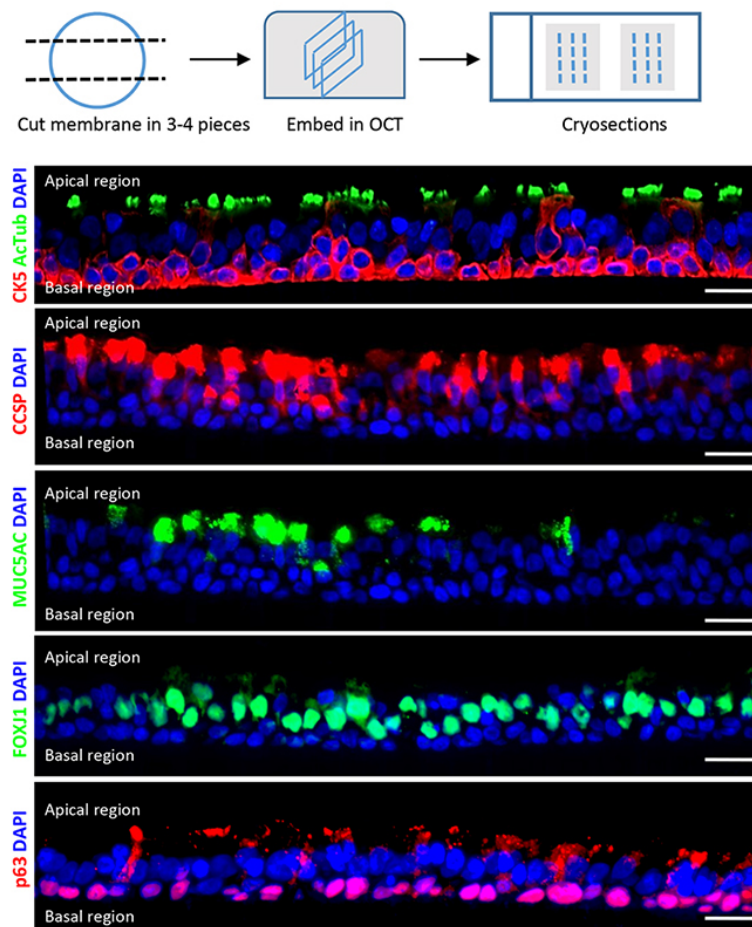 Cut membrane in 3-4 pieces
Embed in OCT
Cryosections
CK5 AcTub DAPI
Apical region
Basal region
CCSP DAPI
Apical region
Basal region
MUC5AC DAPI
Apical region
Basal region
FOXJ1 DAPI
Apical region
Basal region
p63 DAPI
Apical region
Basal region